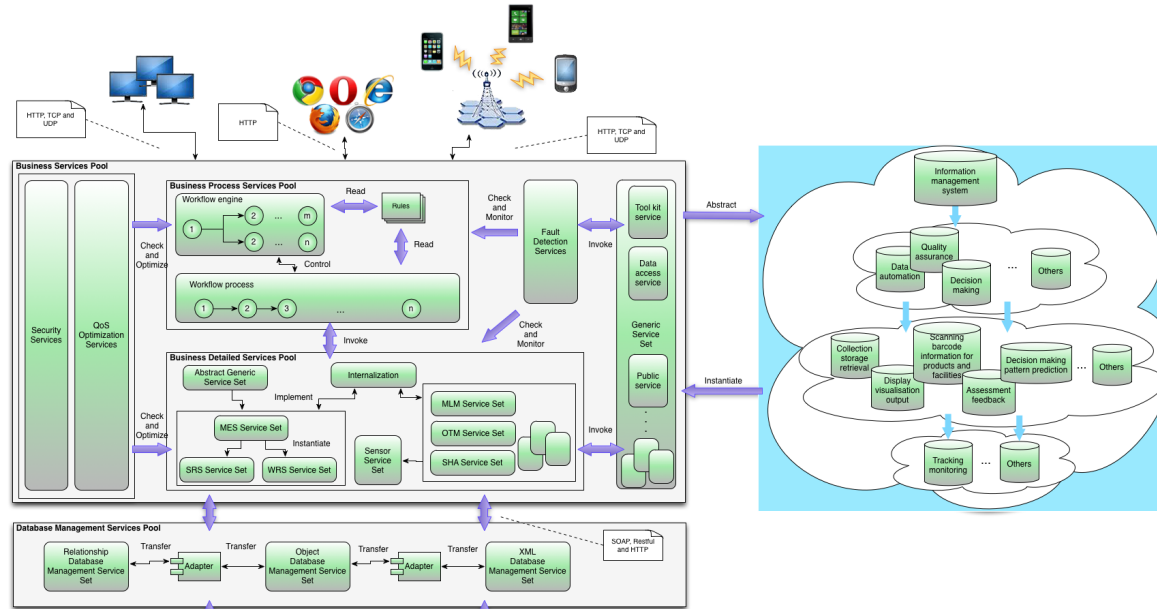 HTTP, TCP and
UDP
HTTP
HTTP, TCP and
UDP
Business Services Pool
Security
Services
QoS
Optimization
Services
Check
and
Optimize
Check
and
Optimize
Business Process Services Pool
Workflow engine
1
2
...
m
2
...
n
Read
Rules
Read
Control
Workflow process
1
2
3
...
n
Invoke
Check
and
Monitor
Fault
Detection
Services
Check
and
Monitor
Invoke
Tool kit
service
Data
access
service
Generic
Service
Set
Public
service
.
.
.
Business Detailed Services Pool
Abstract Generic
Service Set
Internalization
Implement
MES Service Set
Instantiate
SRS Service Set
WRS Service Set
Sensor
Service
Set
MLM Service Set
OTM Service Set
SHA Service Set
Invoke
Abstract
Instantiate
Information
management
system
Quality
assurance
Data
automation
Decision
making
...
Others
Collection
storage
retrieval
Display
visualisation
output
Scanning
barcode
information for
products and
facilities
Assessment
feedback
Decision making
pattern prediction
...
Others
Tracking
monitoring
...
Others
Database Management Services Pool
SOAP, Restful
and HTTP
Relationship
Database
Management Service
Set
Transfer
Adapter
Transfer
Object
Database
Management Service
Set
Transfer
Adapter
Transfer
XML
Database
Management Service
Set